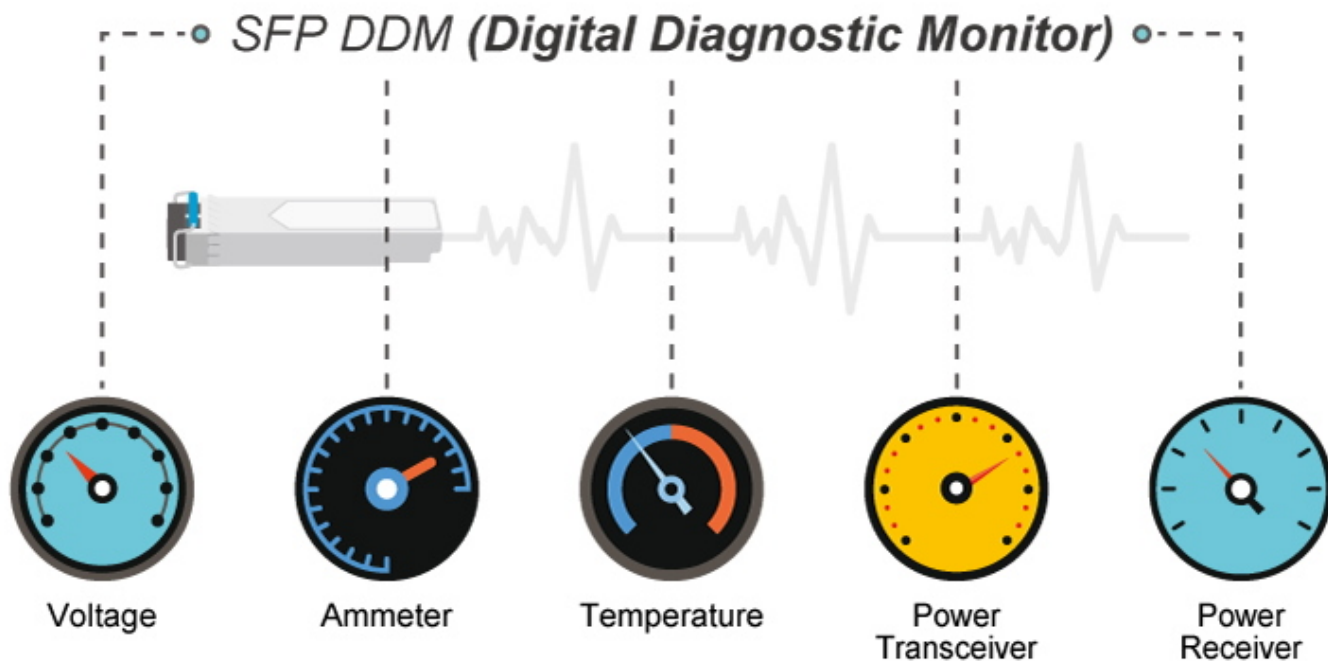 SFP DDM (Digital Diagnostic Monitor)
Voltage
Ammeter
Temperature
Power
Transceiver
Power
Receiver